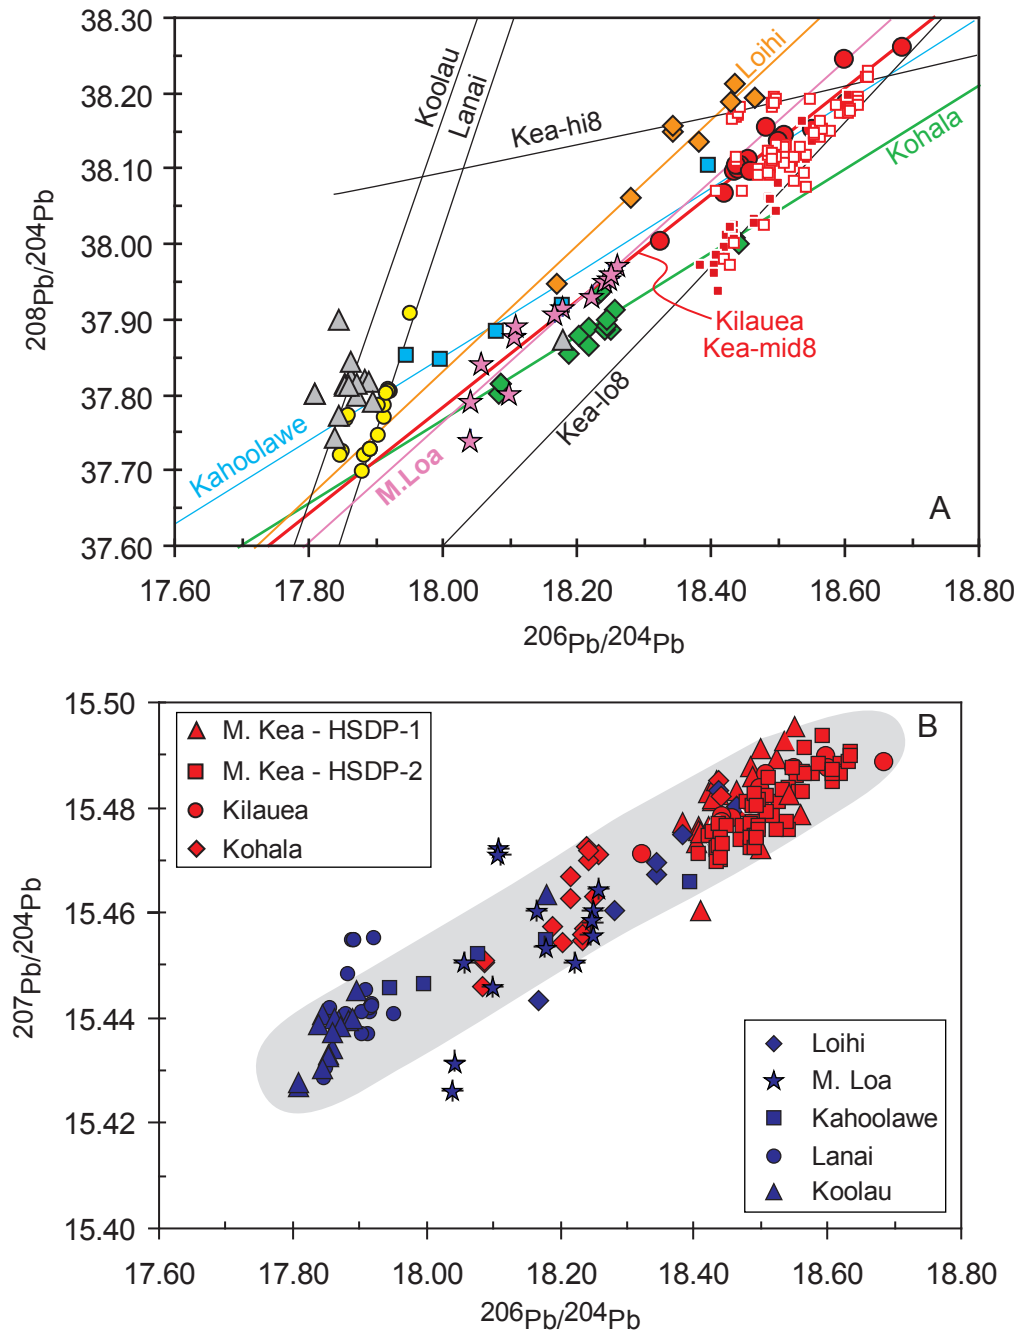 38.30
38.20
38.10
38.00
37.90
37.80
37.70
37.60
208Pb/204Pb
Koolau
Lanai
Loihi
Kea-hi8
Kohala
Kilauea
Kea-mid8
Kea-lo8
Kahoolawe
M.Loa
A
17.60 18.00 18.20 18.40 18.60 18.80
206Pb/204Pb
15.50
15.48
15.46
15.44
15.42
15.40
207Pb/204Pb
B
M. Kea - HSDP-1
M. Kea - HSDP-2
Kilauea
Kohala
Loihi
M. Loa
Kahoolawe
Lanai
Koolau
17.60 17.80 18.00 18.20 18.40 18.60 18.80
206Pb/204Pb